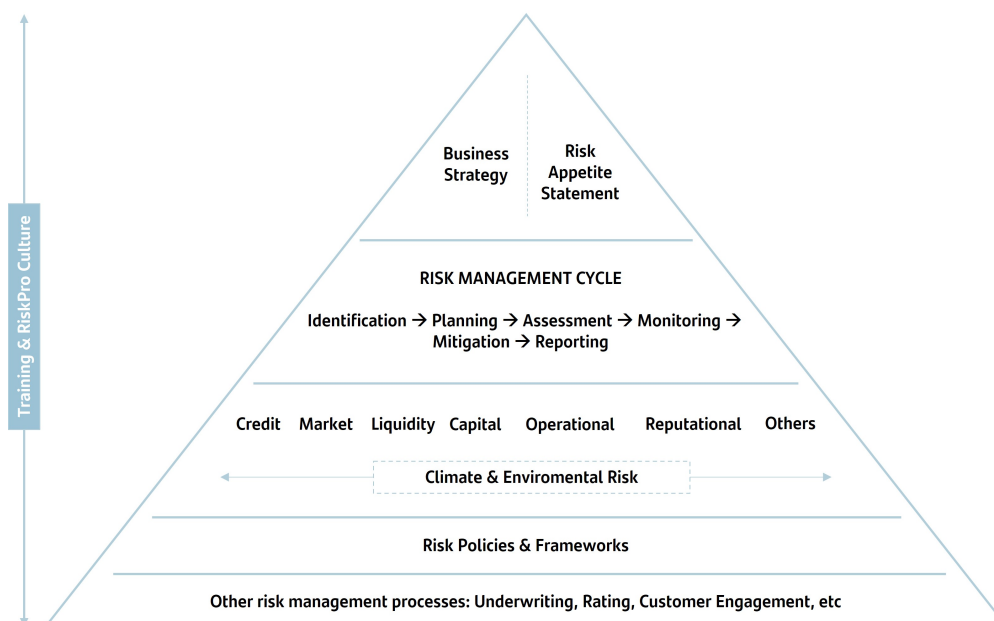 Training & RiskPro Culture
Business
Strategy
Risk
Appetite
Statement
RISK MANAGEMENT CYCLE
Identification → Planning → Assessment → Monitoring →
Mitigation → Reporting
Credit Market Liquidity Capital Operational Reputational Others
Climate & Enviromental Risk
Risk Policies & Frameworks
Other risk management processes: Underwriting, Rating, Customer Engagement, etc